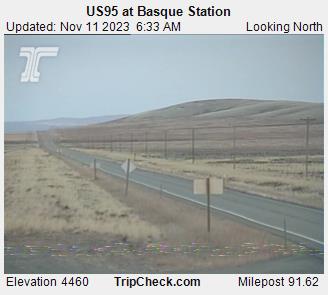 US95 at Basque Station
Updated: Nov 11 2023 6:33 AM Looking North
Elevation 4460 TripCheck.com Milepost 91.62